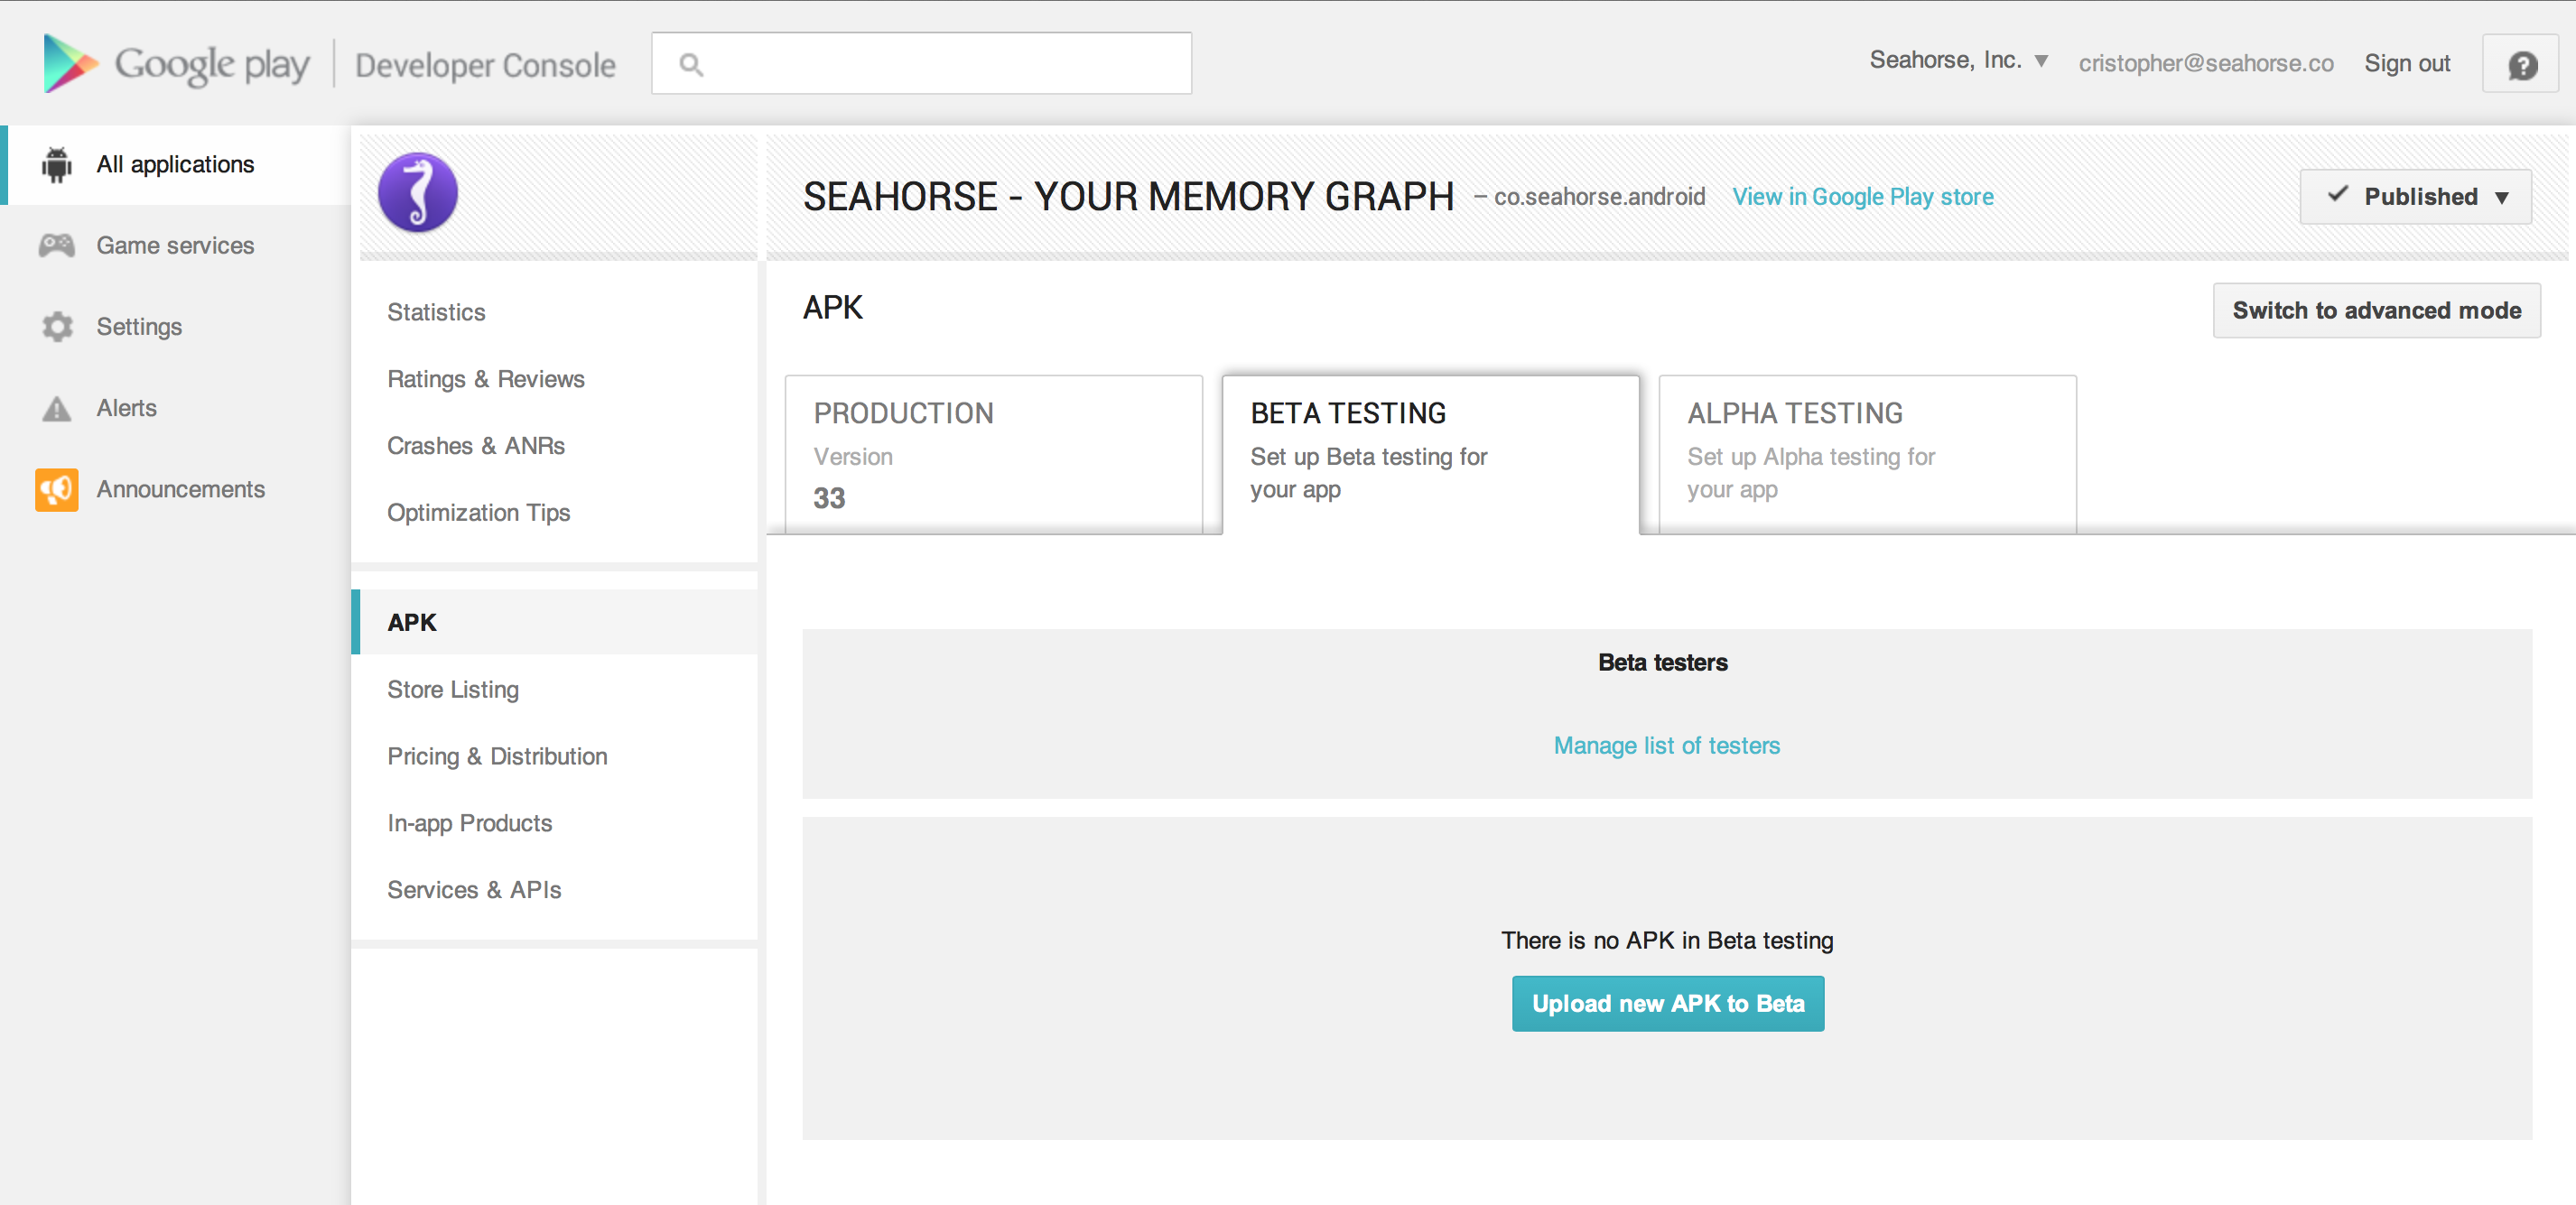 Google play | Developer Console
Seahorse, Inc. ▼ cristopher@seahorse.co Sign out
All applications
Game services
Settings
Alerts
Announcements
SEAHORSE - YOUR MEMORY GRAPH – co.seahorse.android View in Google Play store
Published ▼
Statistics
Ratings & Reviews
Crashes & ANRs
Optimization Tips
APK
Store Listing
Pricing & Distribution
In-app Products
Services & APIs
APK
Switch to advanced mode
PRODUCTION
Version
33
BETA TESTING
Set up Beta testing for
your app
ALPHA TESTING
Set up Alpha testing for
your app
Beta testers
Manage list of testers
There is no APK in Beta testing
Upload new APK to Beta